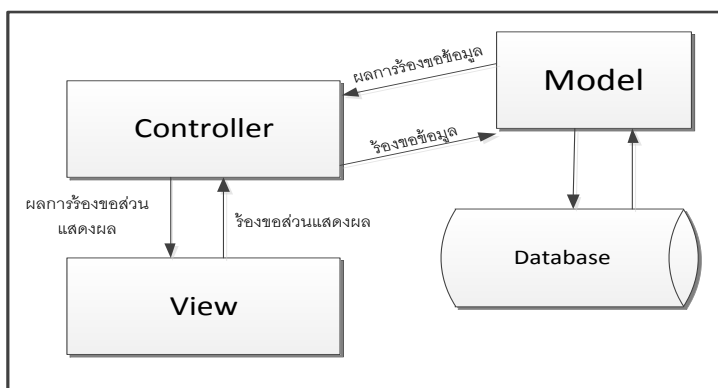 ผลการร้องขอข้อมูล
Model
Controller
ร้องขอข้อมูล
ผลการร้องขอส่วน
แสดงผล
ร้องขอส่วนแสดงผล
Database
View